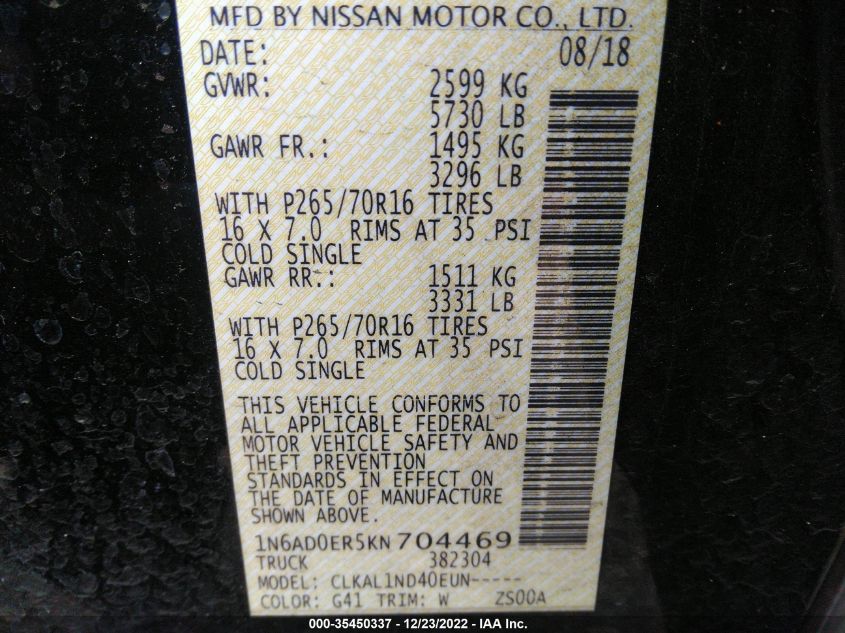 MFD BY NISSAN MOTOR CO., LTD.
DATE: 08/18
GVWR: 2599 KG
5730 LB
GAWR FR.: 1495 KG
3296 LB
WITH P265/70R16 TIRES
16 X 7.0 RIMS AT 35 PSI
COLD SINGLE
GAWR RR.: 1511 KG
3331 LB
WITH P265/70R16 TIRES
16 X 7.0 RIMS AT 35 PSI
COLD SINGLE
THIS VEHICLE CONFORMS TO
ALL APPLICABLE FEDERAL
MOTOR VEHICLE SAFETY AND
THEFT PREVENTION
STANDARDS IN EFFECT ON
THE DATE OF MANUFACTURE
SHOWN ABOVE.
1N6AD0ER5KN704469
TRUCK 382304
MODEL: CLKAL1ND40EUN-----
COLOR: G41 TRIM: W ZS00A
000-35450337 - 12/23/2022 - IAA Inc.